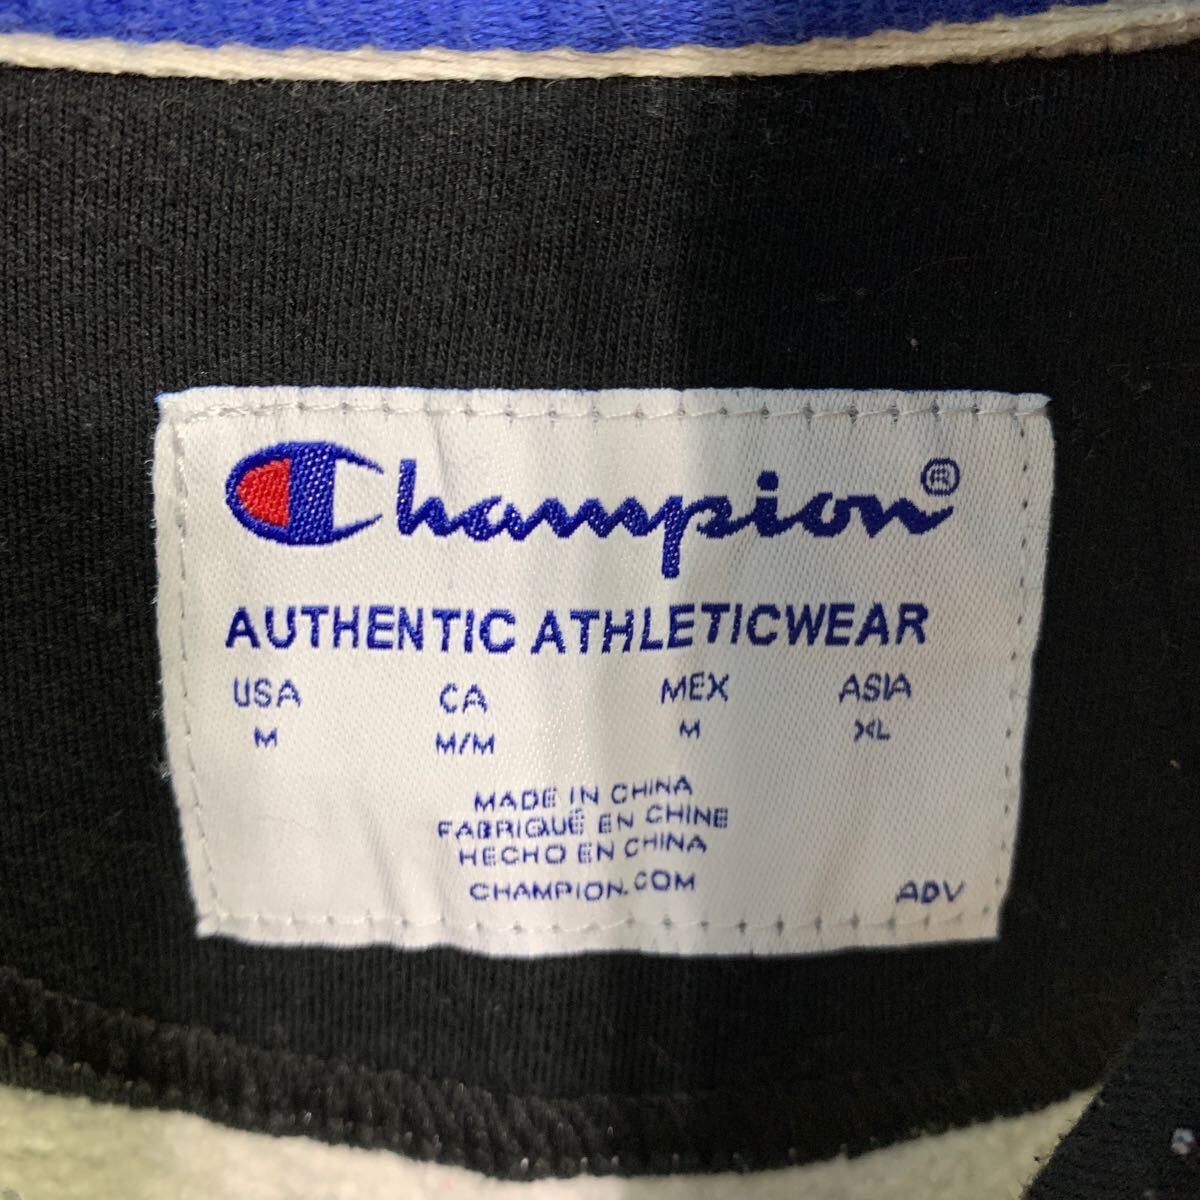 Champion®
AUTHENTIC ATHLETICWEAR
USA CA MEX ASIA
M M/M M XL
MADE IN CHINA
FABRIQUÉ EN CHINE
HECHO EN CHINA
CHAMPION.COM ADV